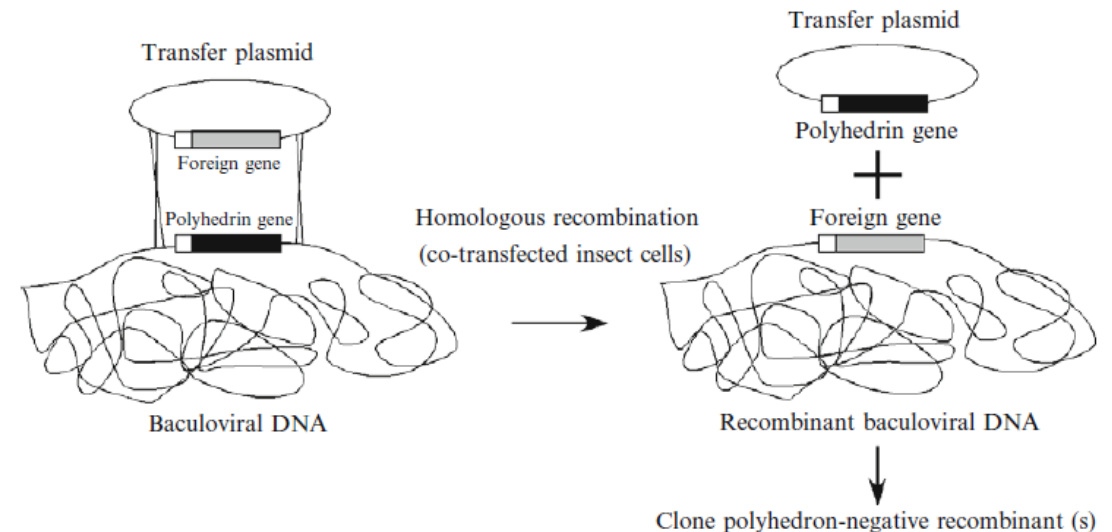 Transfer plasmid
Foreign gene
Polyhedrin gene
Baculoviral DNA
Homologous recombination
(co-transfected insect cells)
Transfer plasmid
Polyhedrin gene
+
Foreign gene
Recombinant baculoviral DNA
Clone polyhedron-negative recombinant (s)